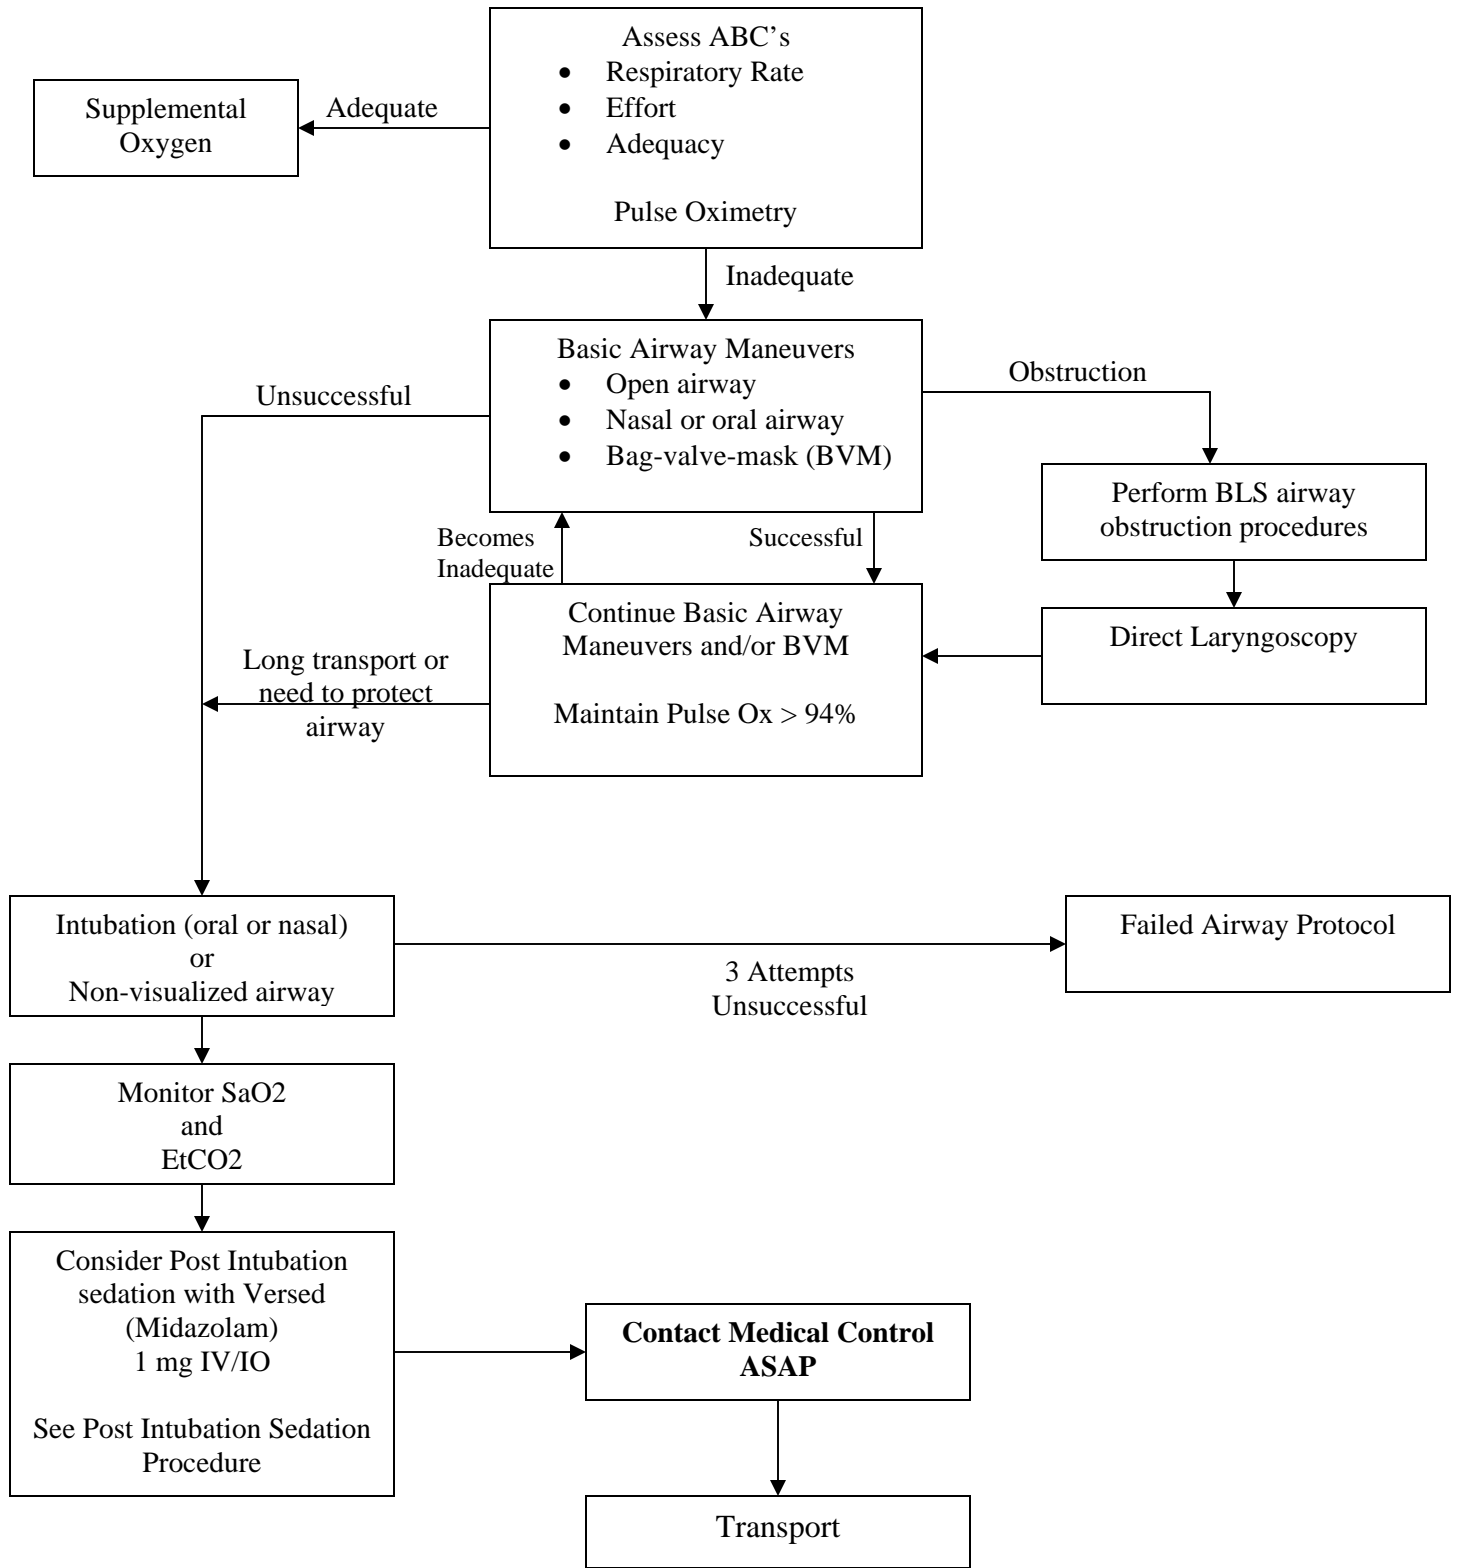 Assess ABC’s
• Respiratory Rate
• Effort
• Adequacy
Pulse Oximetry
Adequate
Supplemental
Oxygen
Inadequate
Basic Airway Maneuvers
• Open airway
• Nasal or oral airway
• Bag-valve-mask (BVM)
Unsuccessful
Obstruction
Perform BLS airway
obstruction procedures
Direct Laryngoscopy
Becomes
Inadequate
Successful
Continue Basic Airway
Maneuvers and/or BVM
Maintain Pulse Ox > 94%
Long transport or
need to protect
airway
Intubation (oral or nasal)
or
Non-visualized airway
3 Attempts
Unsuccessful
Failed Airway Protocol
Monitor SaO2
and
EtCO2
Consider Post Intubation
sedation with Versed
(Midazolam)
1 mg IV/IO
See Post Intubation Sedation
Procedure
Contact Medical Control
ASAP
Transport